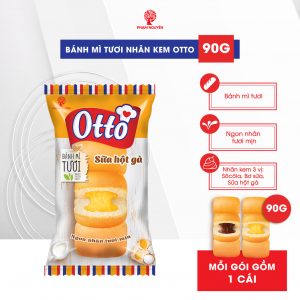 PHẠM NGUYÊN
BÁNH MÌ TƯƠI NHÂN KEM OTTO 90G
Otto
BÁNH MÌ
TƯƠI
Sữa hột gà
Ngon nhân tươi mịn
Bánh mì tươi
Ngon nhân
tươi mịn
Nhân kem 3 vị:
Sôcôla, Bơ sữa,
Sữa hột gà
90G
MỖI GÓI GỒM
1 CÁI